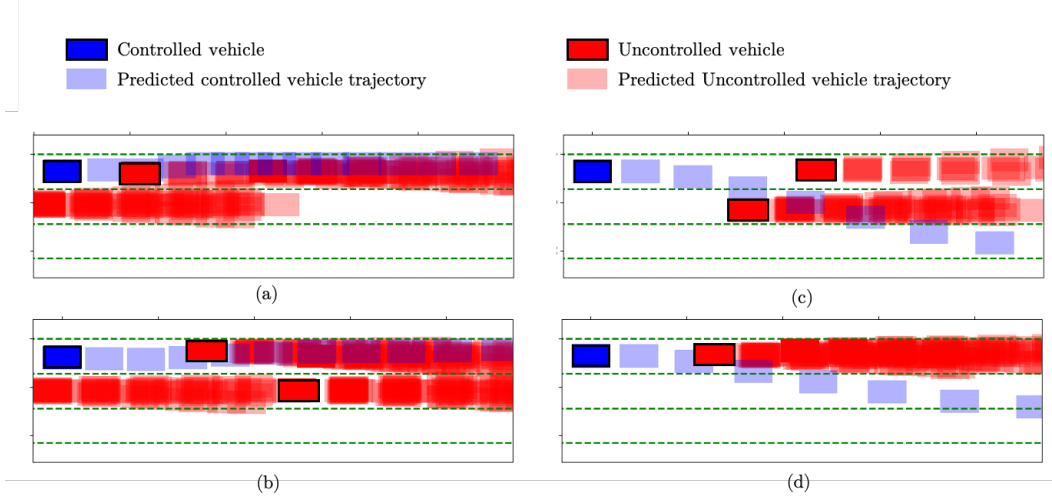 Controlled vehicle
Uncontrolled vehicle
Predicted controlled vehicle trajectory
Predicted Uncontrolled vehicle trajectory
(a)
(c)
(b)
(d)